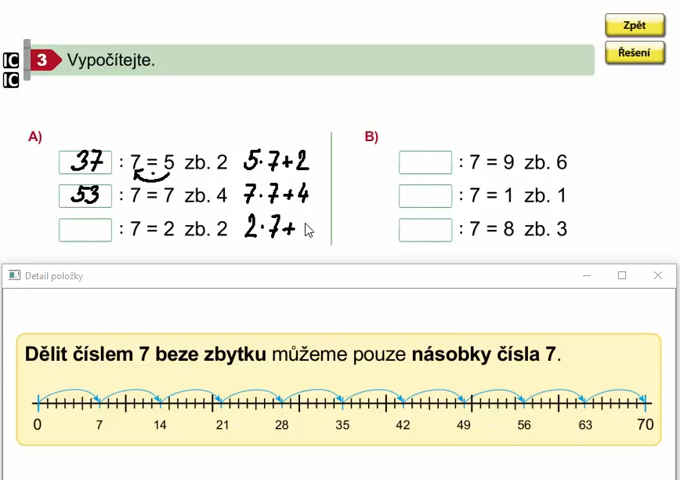 Zpět
Řešení
3 Vypočítejte.
A)
37 : 7 = 5 zb. 2 5·7+2
53 : 7 = 7 zb. 4 7·7+4
: 7 = 2 zb. 2 2·7+
B)
: 7 = 9 zb. 6
: 7 = 1 zb. 1
: 7 = 8 zb. 3
Detail položky
Dělit číslem 7 beze zbytku můžeme pouze násobky čísla 7.
0 7 14 21 28 35 42 49 56 63 70